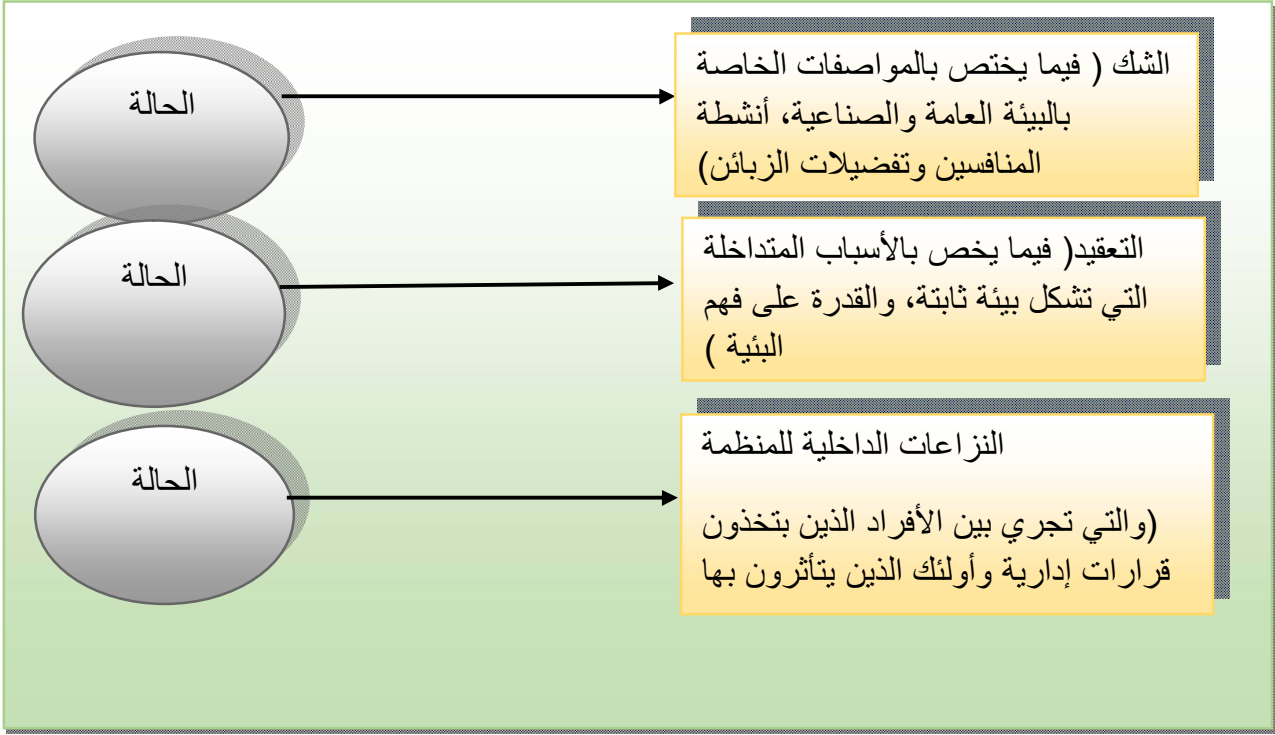 الحالة
الشك ( فيما يختص بالمواصفات الخاصة
بالبيئة العامة والصناعية، أنشطة
المنافسين وتفضيلات الزبائن)
الحالة
التعقيد( فيما يخص بالأسباب المتداخلة
التي تشكل بيئة ثابتة، والقدرة على فهم
البئية )
الحالة
النزاعات الداخلية للمنظمة
(والتي تجري بين الأفراد الذين بتخذون
قرارات إدارية وأولئك الذين يتأثرون بها